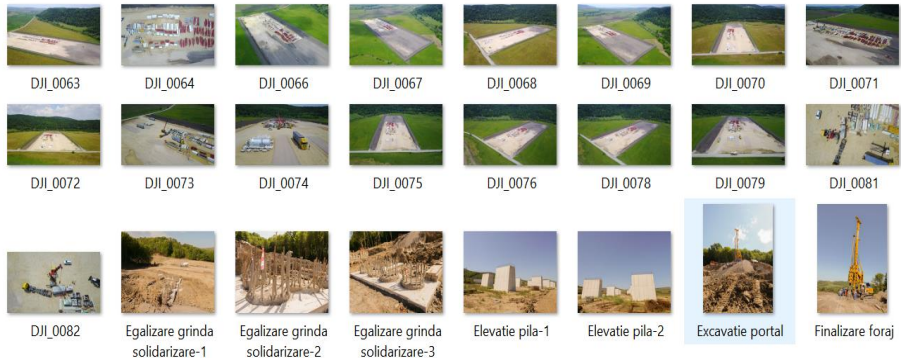 DJI_0063 DJI_0064 DJI_0066 DJI_0067 DJI_0068 DJI_0069 DJI_0070 DJI_0071
DJI_0072 DJI_0073 DJI_0074 DJI_0075 DJI_0076 DJI_0078 DJI_0079 DJI_0081
DJI_0082 Egalizare grinda Egalizare grinda Egalizare grinda Elevatie pila-1 Elevatie pila-2 Excavatie portal Finalizare foraj
solidarizare-1 solidarizare-2 solidarizare-3